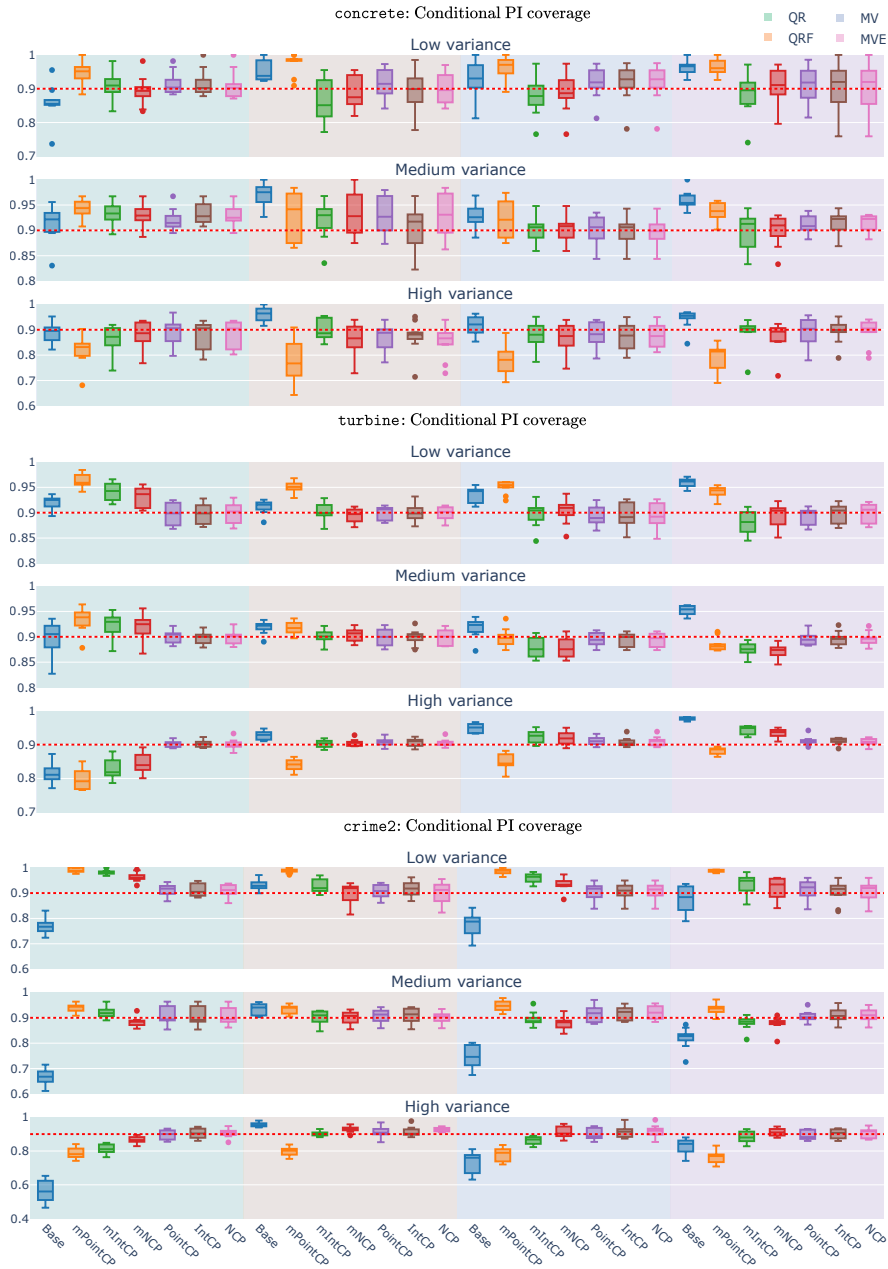 concrete: Conditional PI coverage
QR
MV
QRF
MVE
Low variance
1
0.9
0.8
0.7
Medium variance
1
0.95
0.9
0.85
0.8
High variance
1
0.9
0.8
0.7
0.6
turbine: Conditional PI coverage
Low variance
1
0.95
0.9
0.85
0.8
Medium variance
1
0.95
0.9
0.85
0.8
High variance
1
0.9
0.8
0.7
crime2: Conditional PI coverage
Low variance
1
0.9
0.8
0.7
0.6
Medium variance
1
0.9
0.8
0.7
0.6
High variance
1
0.8
0.6
0.4
Base mPointCP mIntCP mNCP PointCP IntCP NCP Base mPointCP mIntCP mNCP PointCP IntCP NCP Base mPointCP mIntCP mNCP PointCP IntCP NCP Base mPointCP mIntCP mNCP PointCP IntCP NCP